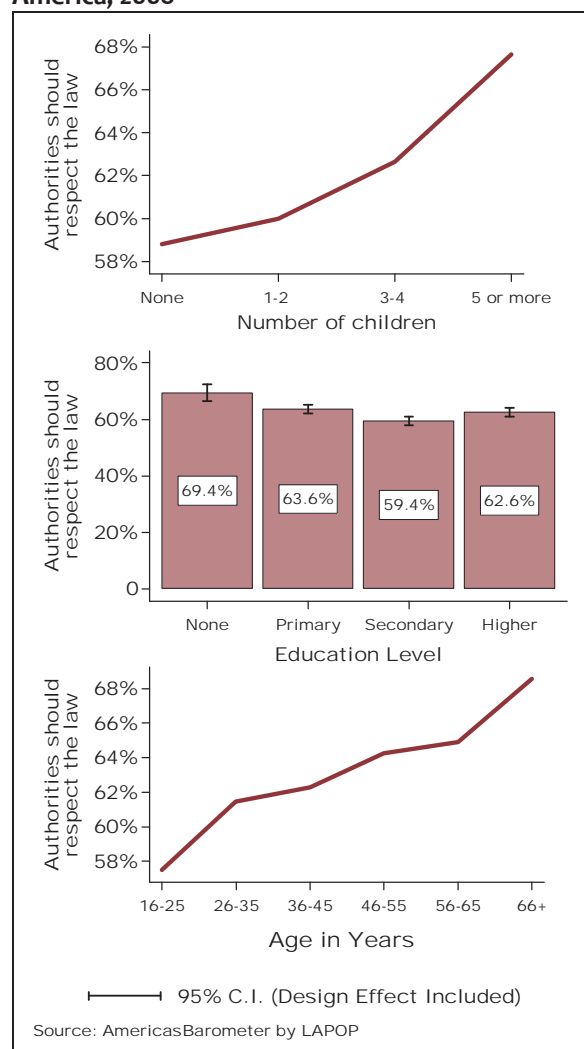 America, 2008
68%
66%
64%
62%
60%
58%
Authorities should
respect the law
None 1-2 3-4 5 or more
Number of children
80%
60%
40%
20%
0
Authorities should
respect the law
69.4% 63.6% 59.4% 62.6%
None Primary Secondary Higher
Education Level
68%
66%
64%
62%
60%
58%
Authorities should
respect the law
16-25 26-35 36-45 46-55 56-65 66+
Age in Years
95% C.I. (Design Effect Included)
Source: AmericasBarometer by LAPOP